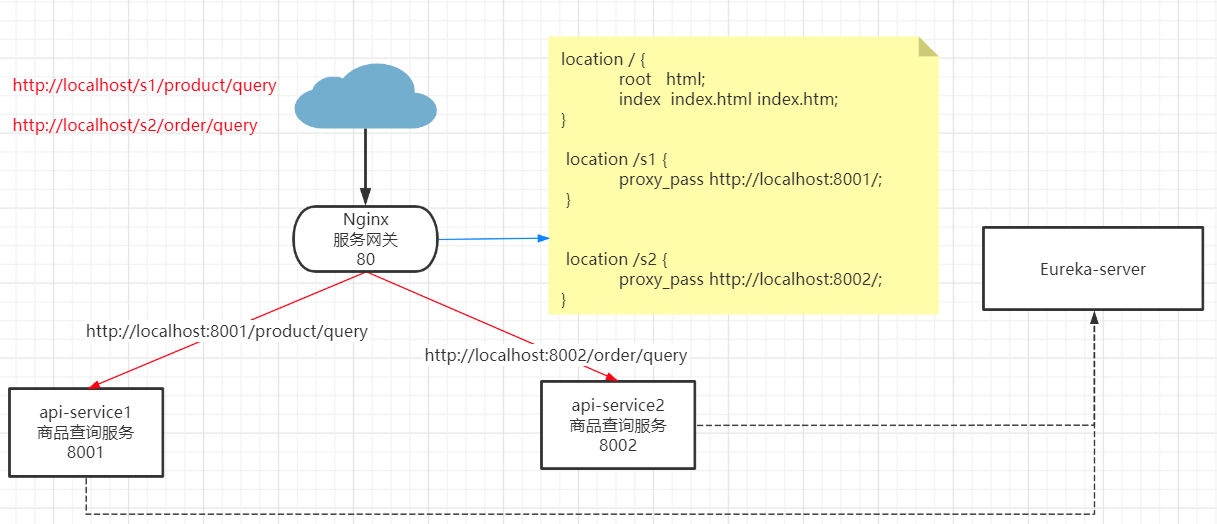 http://localhost/s1/product/query
http://localhost/s2/order/query
location / {
root html;
index index.html index.htm;
}
location /s1 {
proxy_pass http://localhost:8001/;
}
location /s2 {
proxy_pass http://localhost:8002/;
}
Nginx
服务网关
80
Eureka-server
http://localhost:8001/product/query
http://localhost:8002/order/query
api-service1
商品查询服务
8001
api-service2
商品查询服务
8002